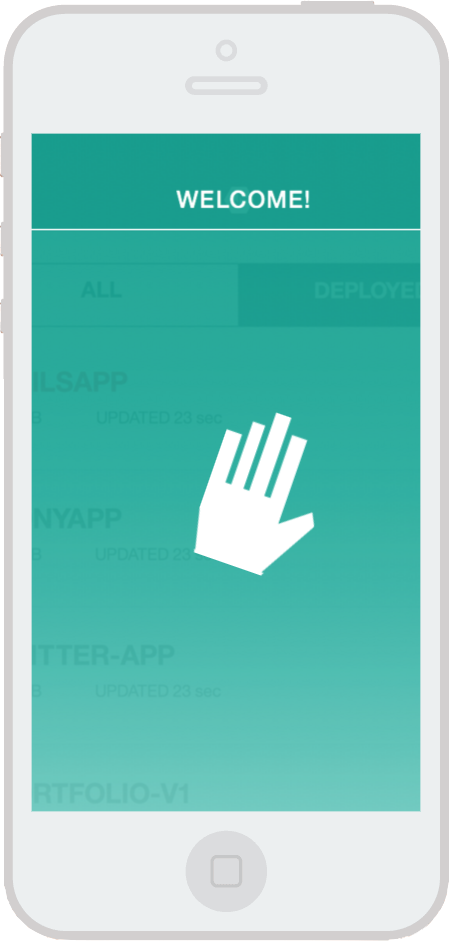 WELCOME!
ALL DEPLOYE
ILSAPP
B UPDATED 23 sec
NYAPP
B UPDATED 23
ITTER-APP
B UPDATED 23 sec
RTFOLIO-V1